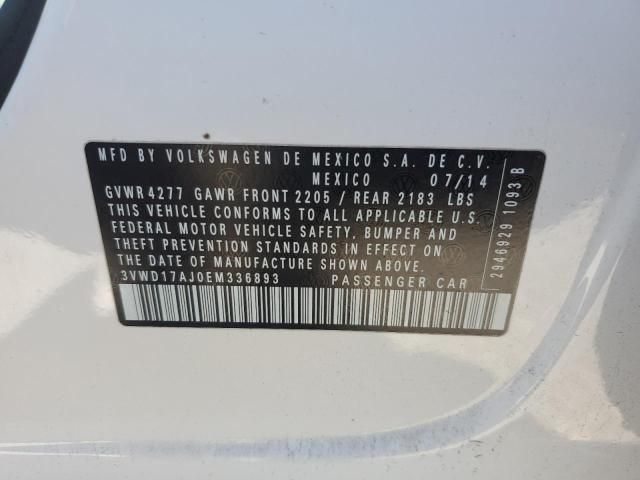 MFD BY VOLKSWAGEN DE MEXICO S.A. DE C.V.
MEXICO 07/14
GVWR 4277 GAWR FRONT 2205 / REAR 2183 LBS
THIS VEHICLE CONFORMS TO ALL APPLICABLE U.S.
FEDERAL MOTOR VEHICLE SAFETY, BUMPER AND
THEFT PREVENTION STANDARDS IN EFFECT ON
THE DATE OF MANUFACTURE SHOWN ABOVE.
3VWD17AJ0EM336893 PASSENGER CAR
2946929 1093 B